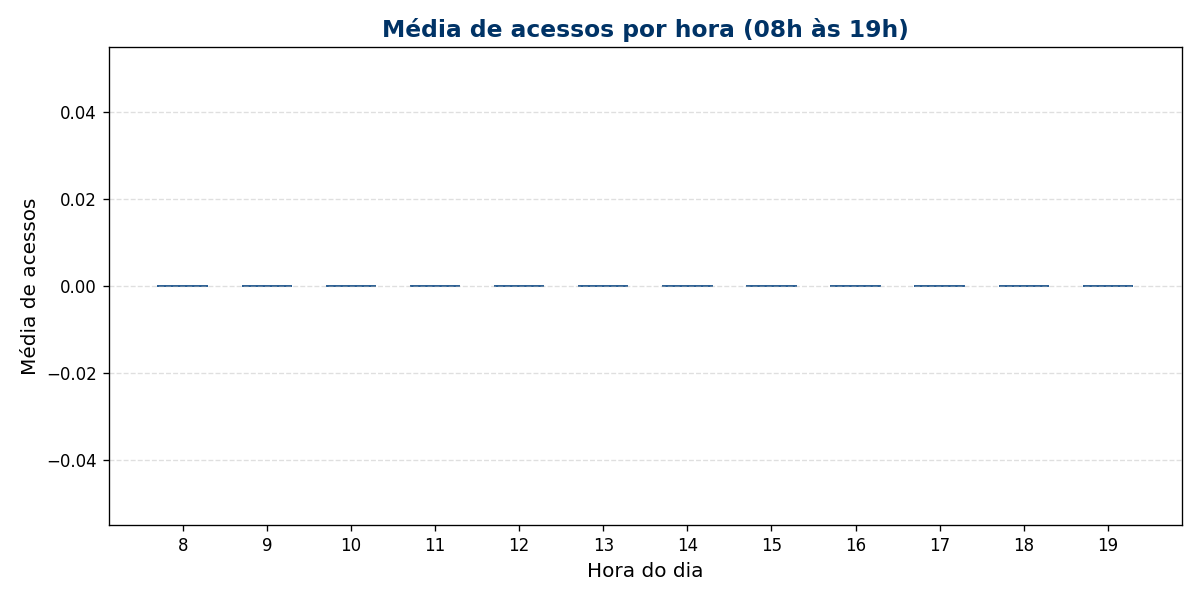 Média de acessos por hora (08h às 19h)
Média de acessos
0.04
0.02
0.00
−0.02
−0.04
8 9 10 11 12 13 14 15 16 17 18 19
Hora do dia